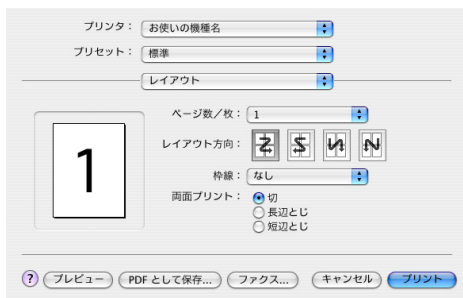 プリンタ： お使いの機種名
プリセット： 標準
レイアウト
ページ数／枚： 1
レイアウト方向：
枠線： なし
両面プリント： 切
長辺とじ
短辺とじ
1
? プレビュー PDF として保存... ファクス... キャンセル プリント